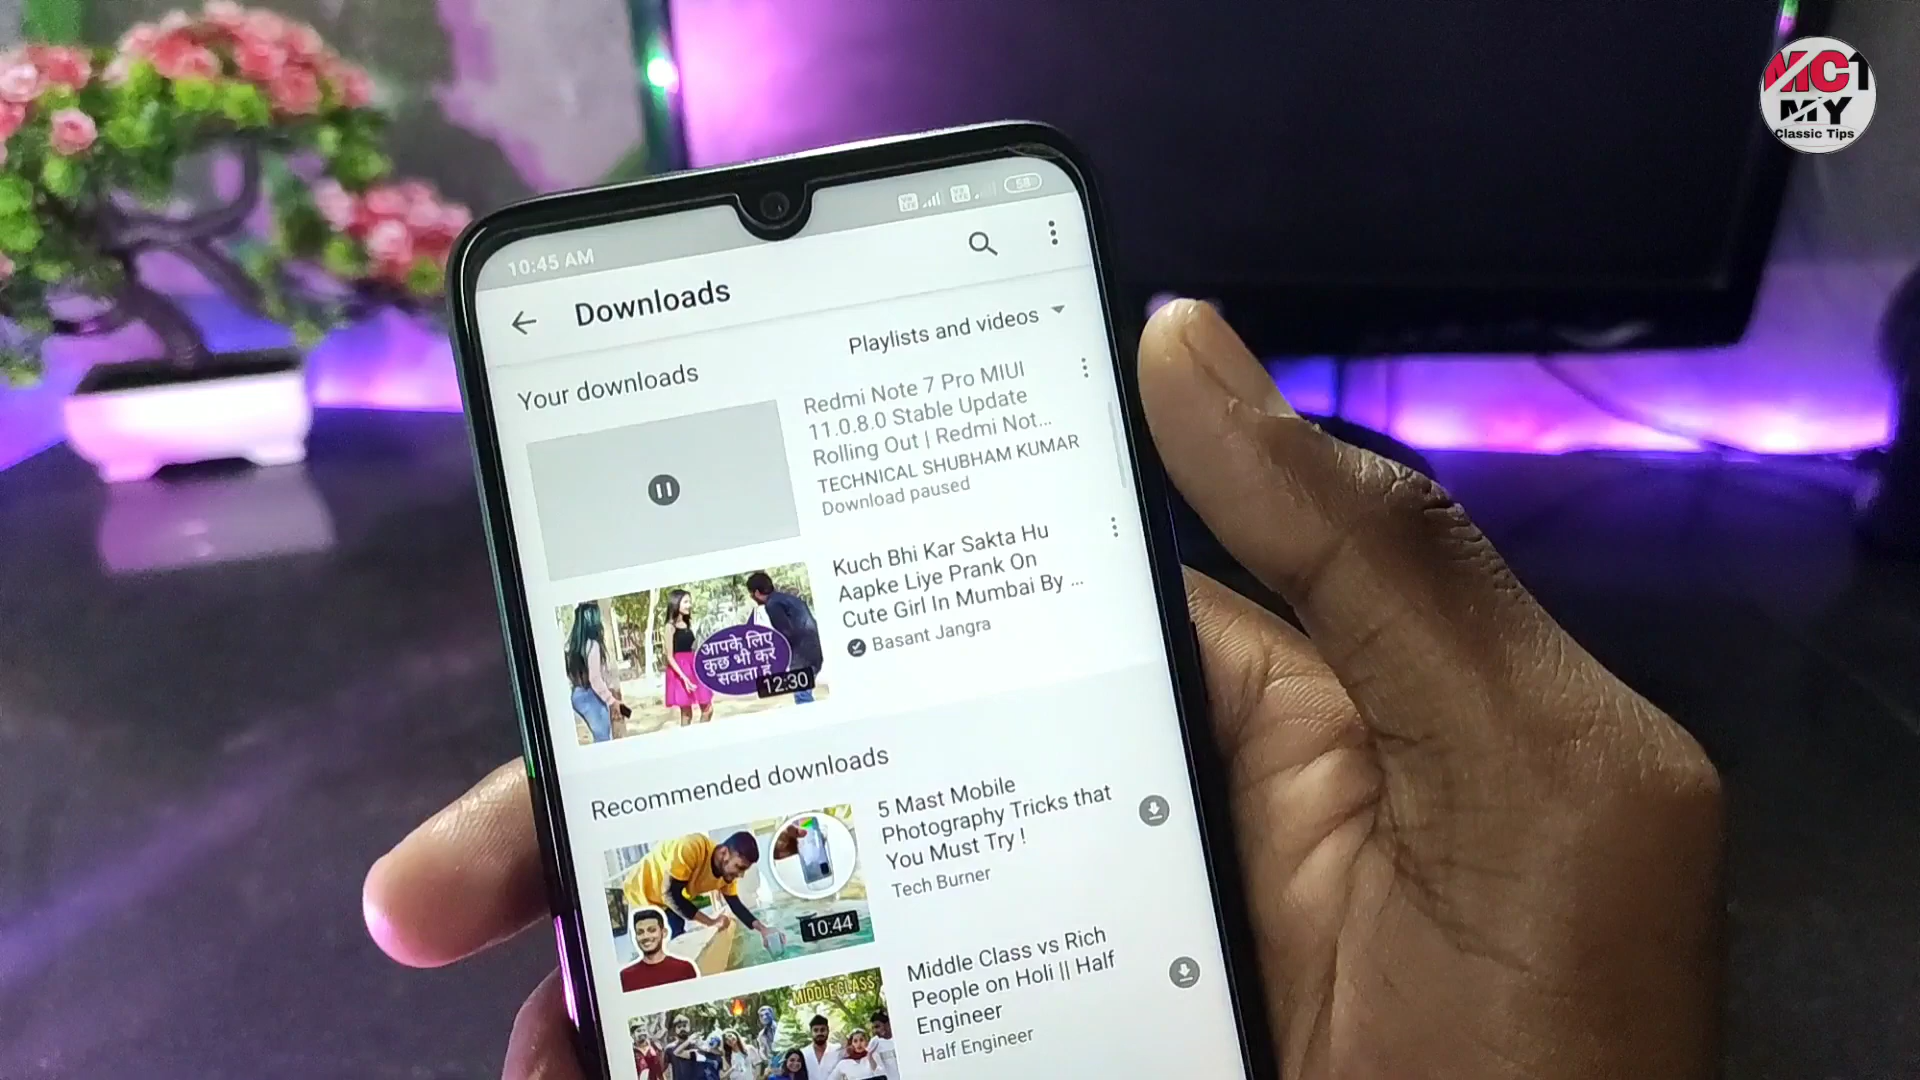 MC1
MY
Classic Tips
10:45 AM
58
Downloads
Playlists and videos
Your downloads
Redmi Note 7 Pro MIUI
11.0.8.0 Stable Update
Rolling Out | Redmi Not...
TECHNICAL SHUBHAM KUMAR
Download paused
Kuch Bhi Kar Sakta Hu
Aapke Liye Prank On
Cute Girl In Mumbai By ...
Basant Jangra
आपके लिए
कुछ भी कर
सकता हूँ
12:30
Recommended downloads
5 Mast Mobile
Photography Tricks that
You Must Try !
Tech Burner
10:44
Middle Class vs Rich
People on Holi || Half
Engineer
Half Engineer
MIDDLE CLASS